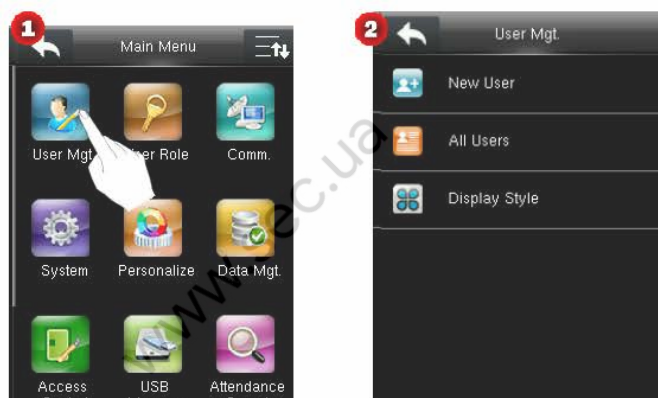 1
Main Menu
User Mgt.
User Role
Comm.
System
Personalize
Data Mgt.
Access
USB
Attendance
2
User Mgt.
New User
All Users
Display Style
www.sec.ua